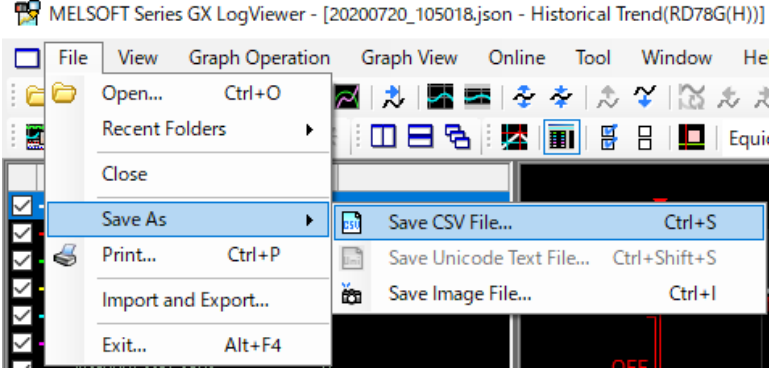 MELSOFT Series GX LogViewer - [20200720_105018.json - Historical Trend(RD78G(H))]
File View Graph Operation Graph View Online Tool Window
Open... Ctrl+O
Recent Folders
Close
Save As
Print... Ctrl+P
Import and Export...
Exit... Alt+F4
Save CSV File... Ctrl+S
Save Unicode Text File... Ctrl+Shift+S
Save Image File... Ctrl+I
OFF